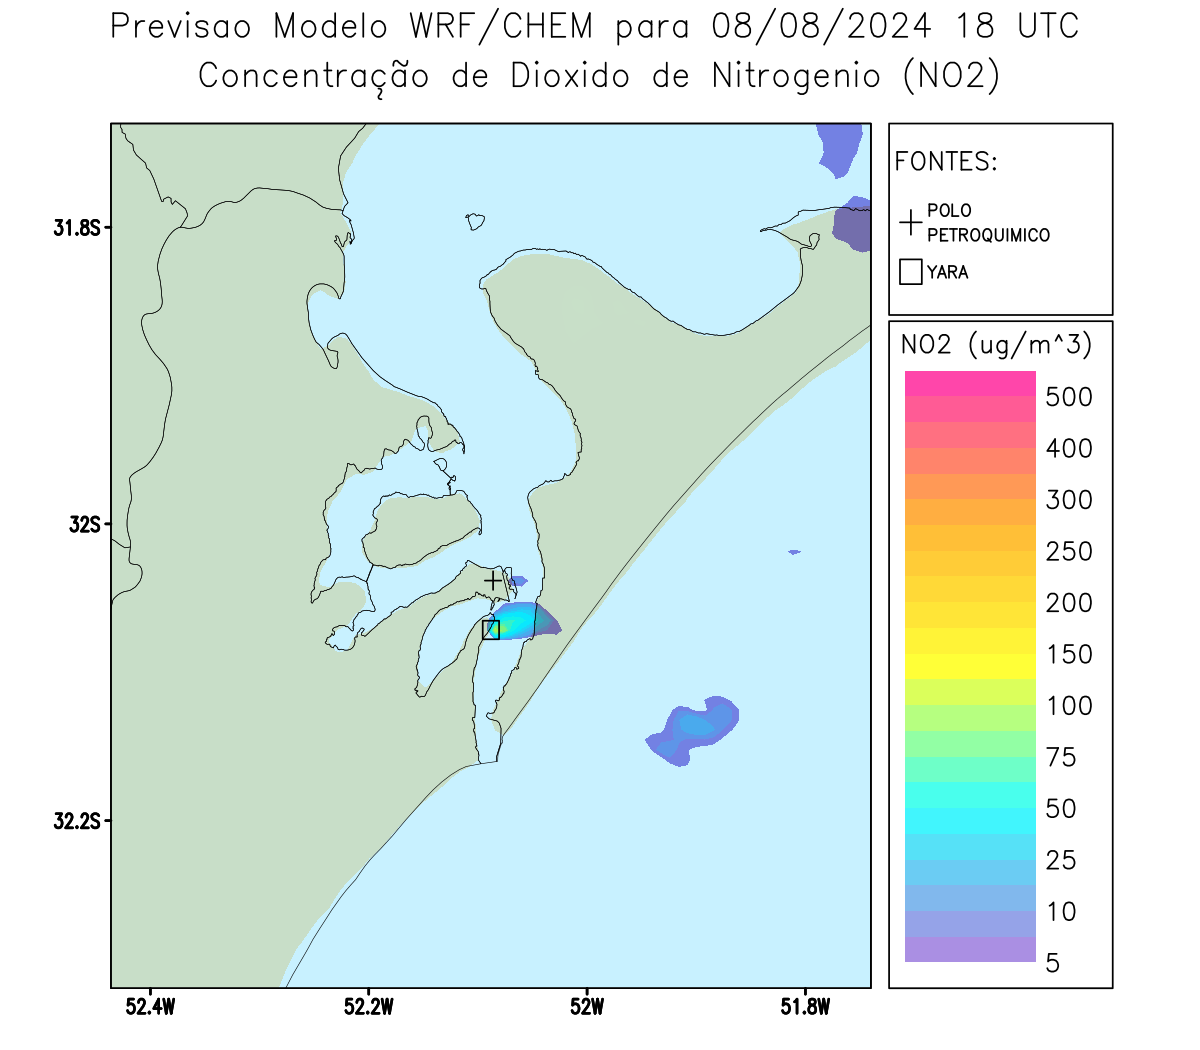 Previsao Modelo WRF/CHEM para 08/08/2024 18 UTC
Concentração de Dioxido de Nitrogenio (NO2)
FONTES:
POLO
PETROQUIMICO
YARA
NO2 (ug/m^3)
500
400
300
250
200
150
100
75
50
25
10
5
31.8S
32S
32.2S
52.4W
52.2W
52W
51.8W